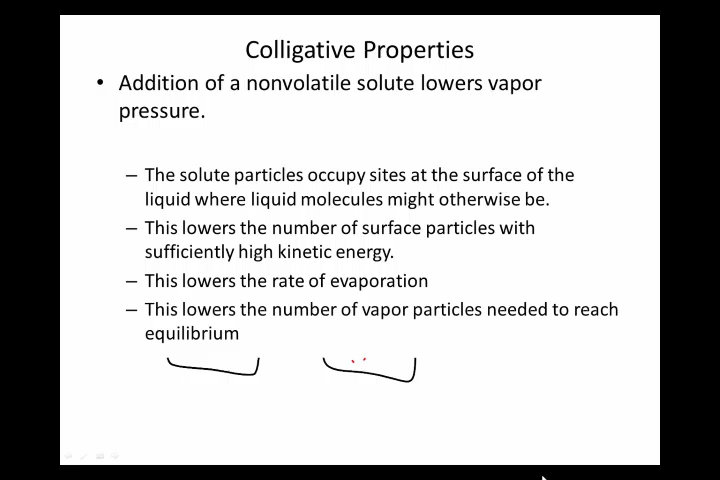 Colligative Properties
• Addition of a nonvolatile solute lowers vapor
pressure.
– The solute particles occupy sites at the surface of the
liquid where liquid molecules might otherwise be.
– This lowers the number of surface particles with
sufficiently high kinetic energy.
– This lowers the rate of evaporation
– This lowers the number of vapor particles needed to reach
equilibrium